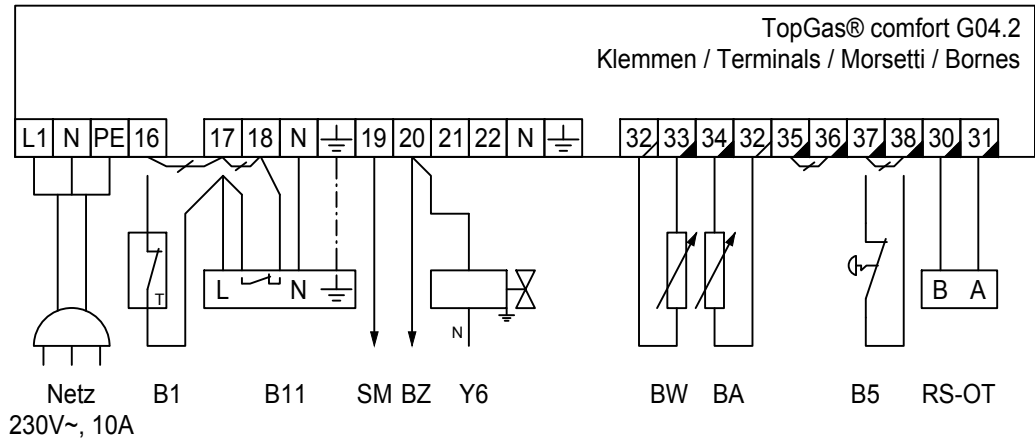 TopGas® comfort G04.2
Klemmen / Terminals / Morsetti / Bornes
L1 N PE 16 17 18 N 19 20 21 22 N 32 33 34 32 35 36 37 38 30 31
T L N N B A
Netz B1 B11 SM BZ Y6 BW BA B5 RS-OT
230V~, 10A